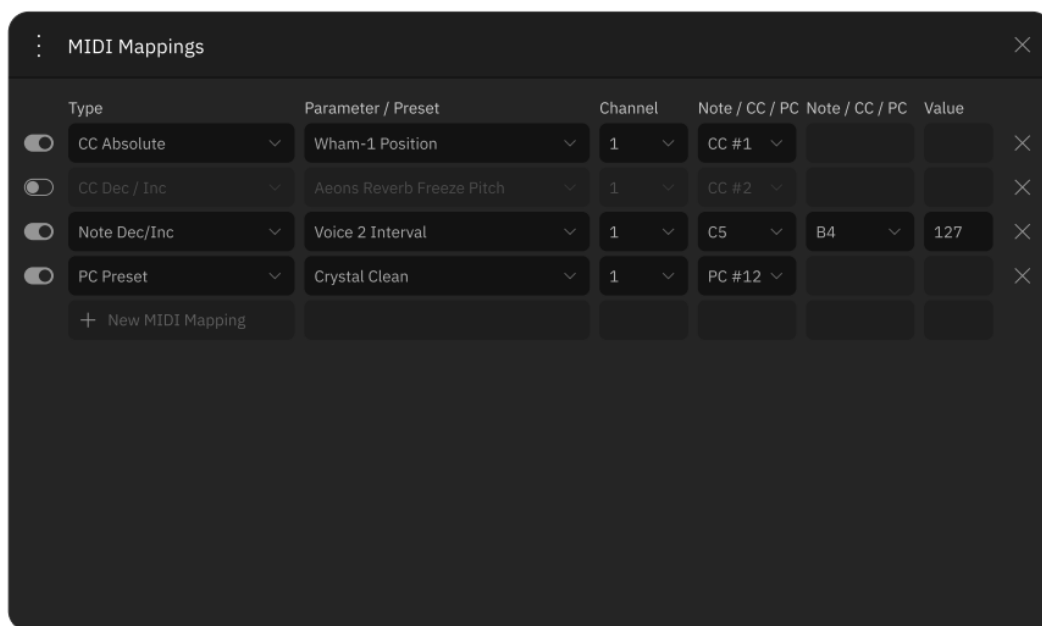 MIDI Mappings
Type Parameter / Preset Channel Note / CC / PC Note / CC / PC Value
CC Absolute Wham-1 Position 1 CC #1
CC Dec / Inc Aeons Reverb Freeze Pitch 1 CC #2
Note Dec/Inc Voice 2 Interval 1 C5 B4 127
PC Preset Crystal Clean 1 PC #12
+ New MIDI Mapping